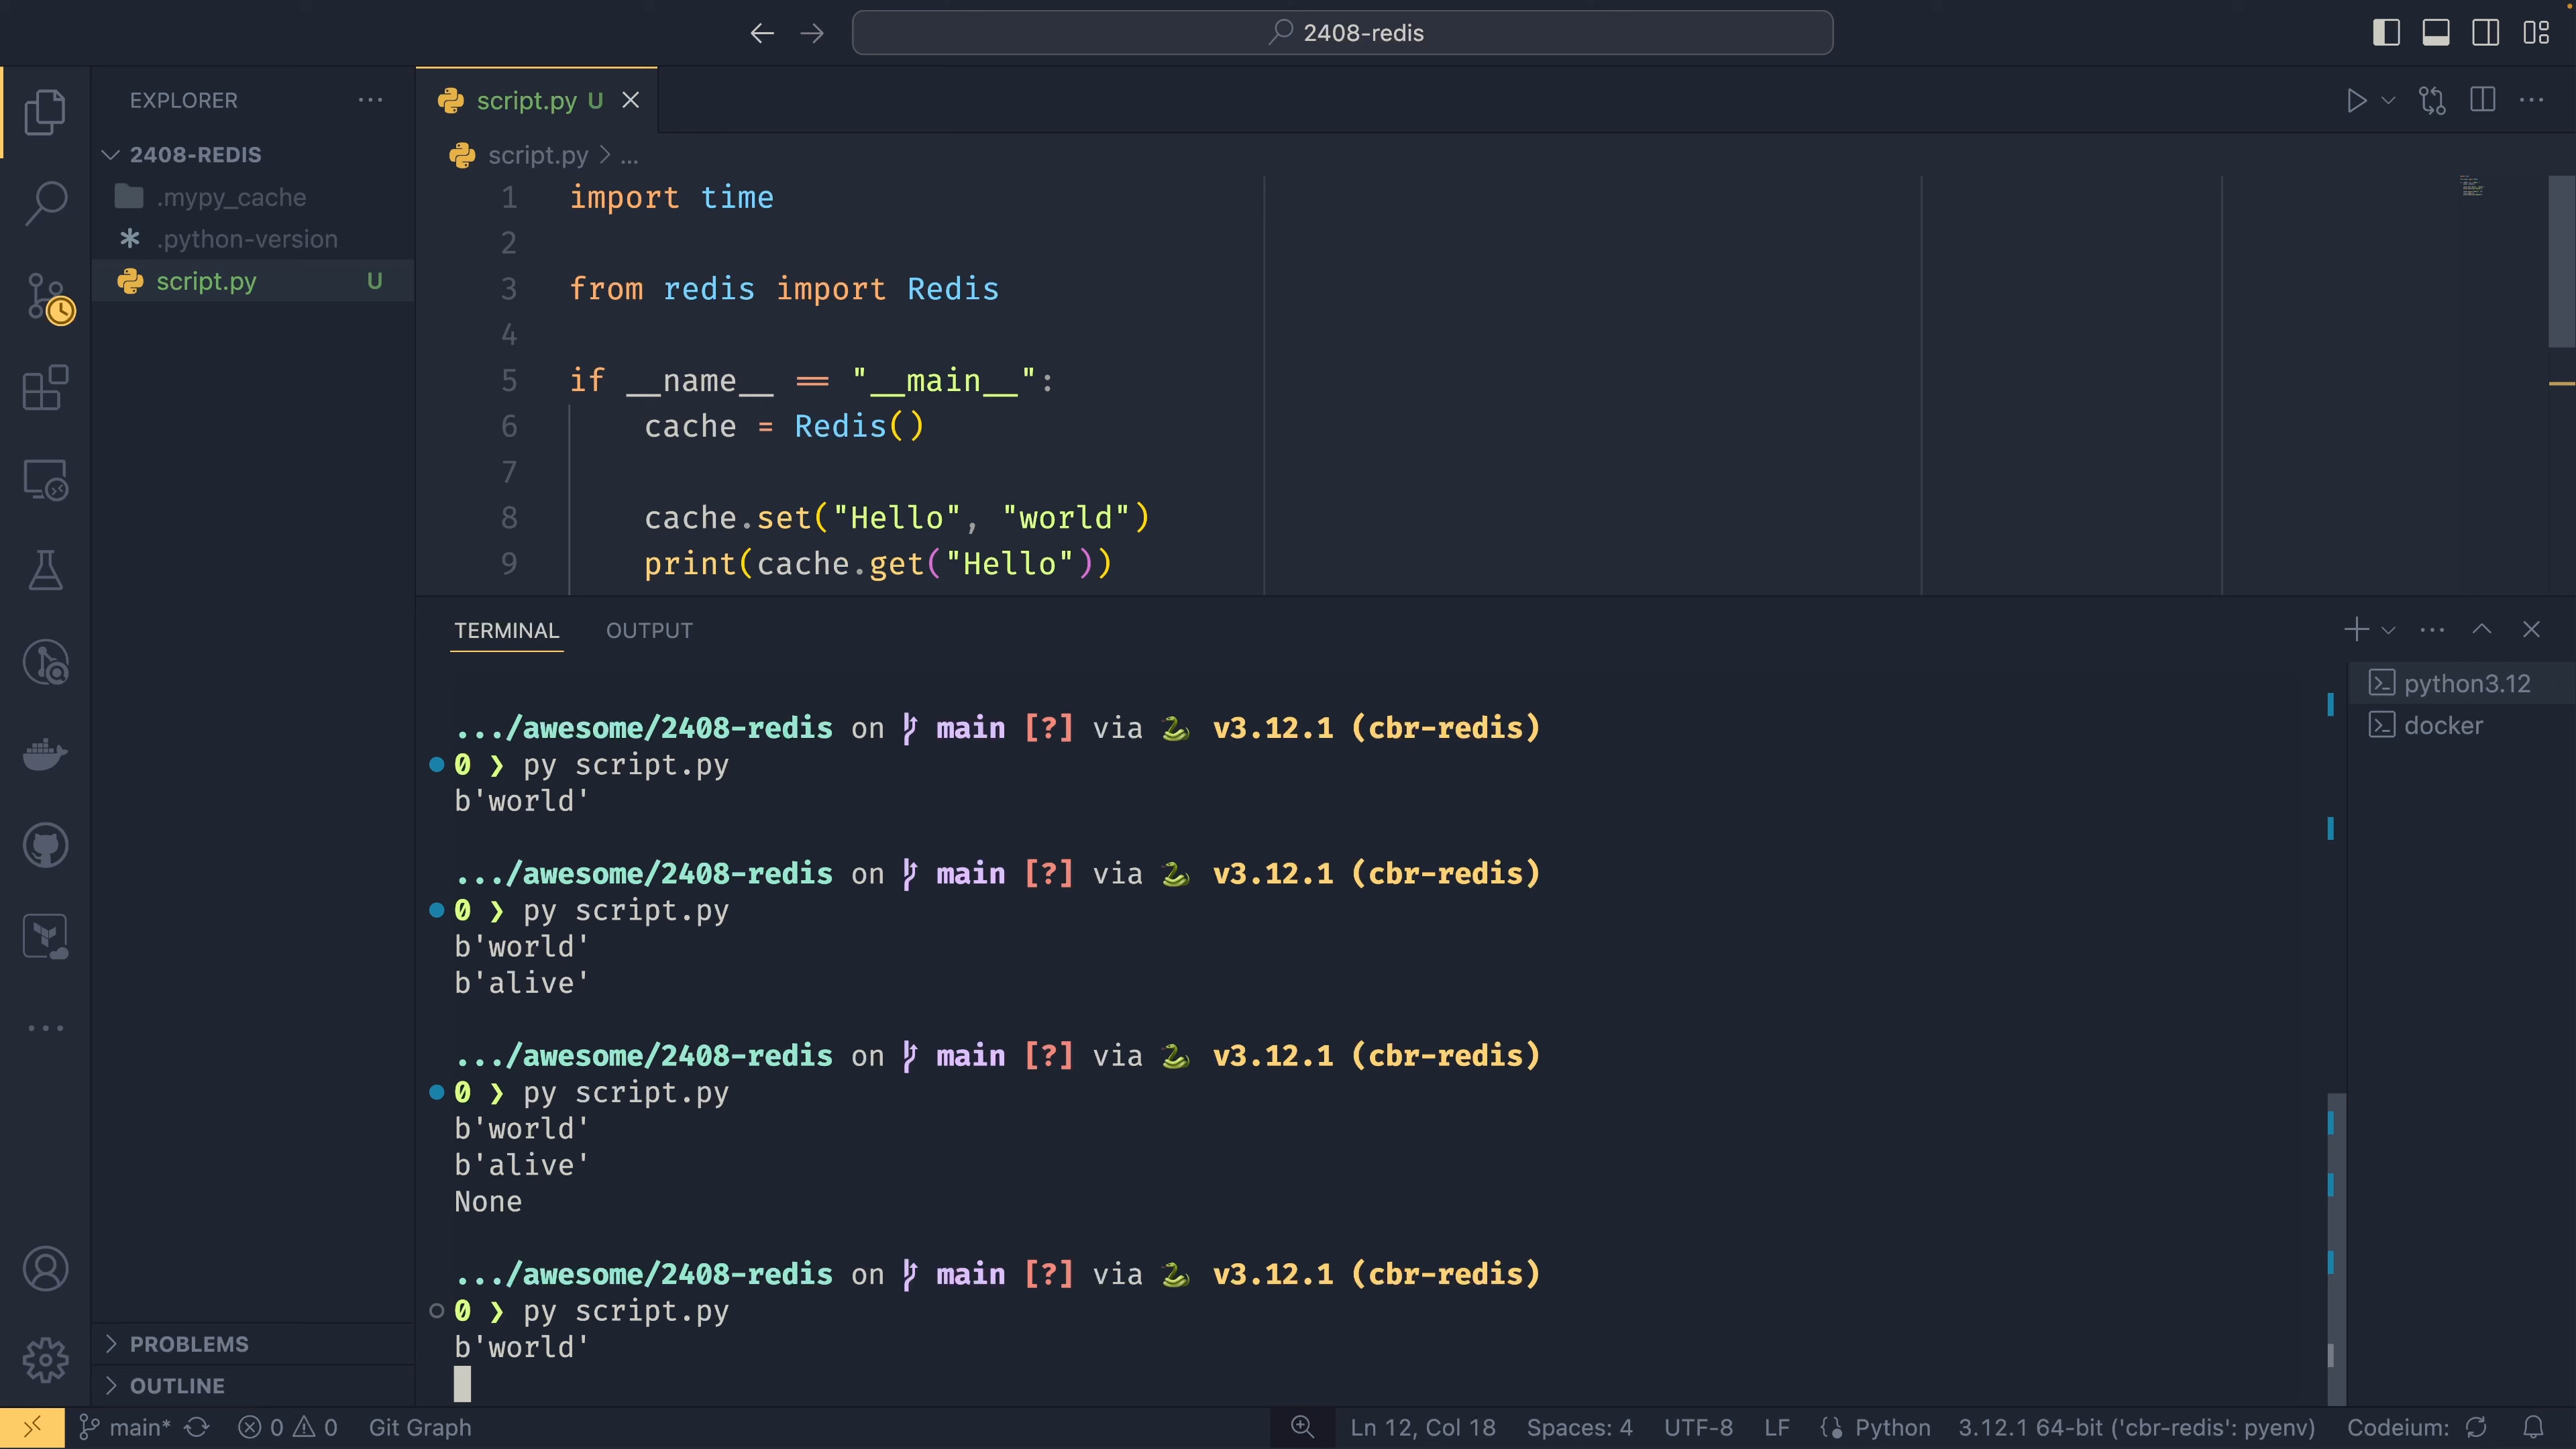 2408-redis
EXPLORER
2408-REDIS
.mypy_cache
.python-version
script.py U
PROBLEMS
OUTLINE
script.py U
script.py > ...
1 import time
2
3 from redis import Redis
4
5 if __name__ == "__main__":
6 cache = Redis()
7
8 cache.set("Hello", "world")
9 print(cache.get("Hello"))
TERMINAL OUTPUT
.../awesome/2408-redis on main [?] via v3.12.1 (cbr-redis)
0 ❯ py script.py
b'world'
.../awesome/2408-redis on main [?] via v3.12.1 (cbr-redis)
0 ❯ py script.py
b'world'
b'alive'
.../awesome/2408-redis on main [?] via v3.12.1 (cbr-redis)
0 ❯ py script.py
b'world'
b'alive'
None
.../awesome/2408-redis on main [?] via v3.12.1 (cbr-redis)
0 ❯ py script.py
b'world'
python3.12
docker
main* 0 0 Git Graph Ln 12, Col 18 Spaces: 4 UTF-8 LF Python 3.12.1 64-bit ('cbr-redis': pyenv) Codeium: